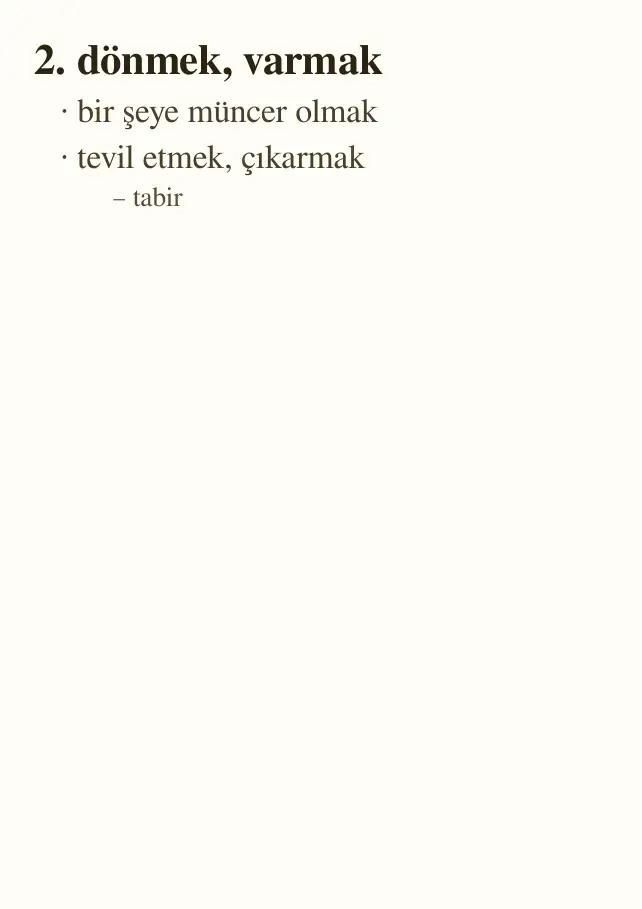 2. dönmek, varmak
· bir şeye müncer olmak
· tevil etmek, çıkarmak
– tabir